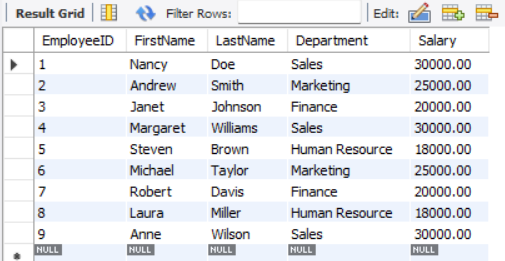 Result Grid Filter Rows: Edit:
EmployeeID FirstName LastName Department Salary
1 Nancy Doe Sales 30000.00
2 Andrew Smith Marketing 25000.00
3 Janet Johnson Finance 20000.00
4 Margaret Williams Sales 30000.00
5 Steven Brown Human Resource 18000.00
6 Michael Taylor Marketing 25000.00
7 Robert Davis Finance 20000.00
8 Laura Miller Human Resource 18000.00
9 Anne Wilson Sales 30000.00
NULL NULL NULL NULL NULL